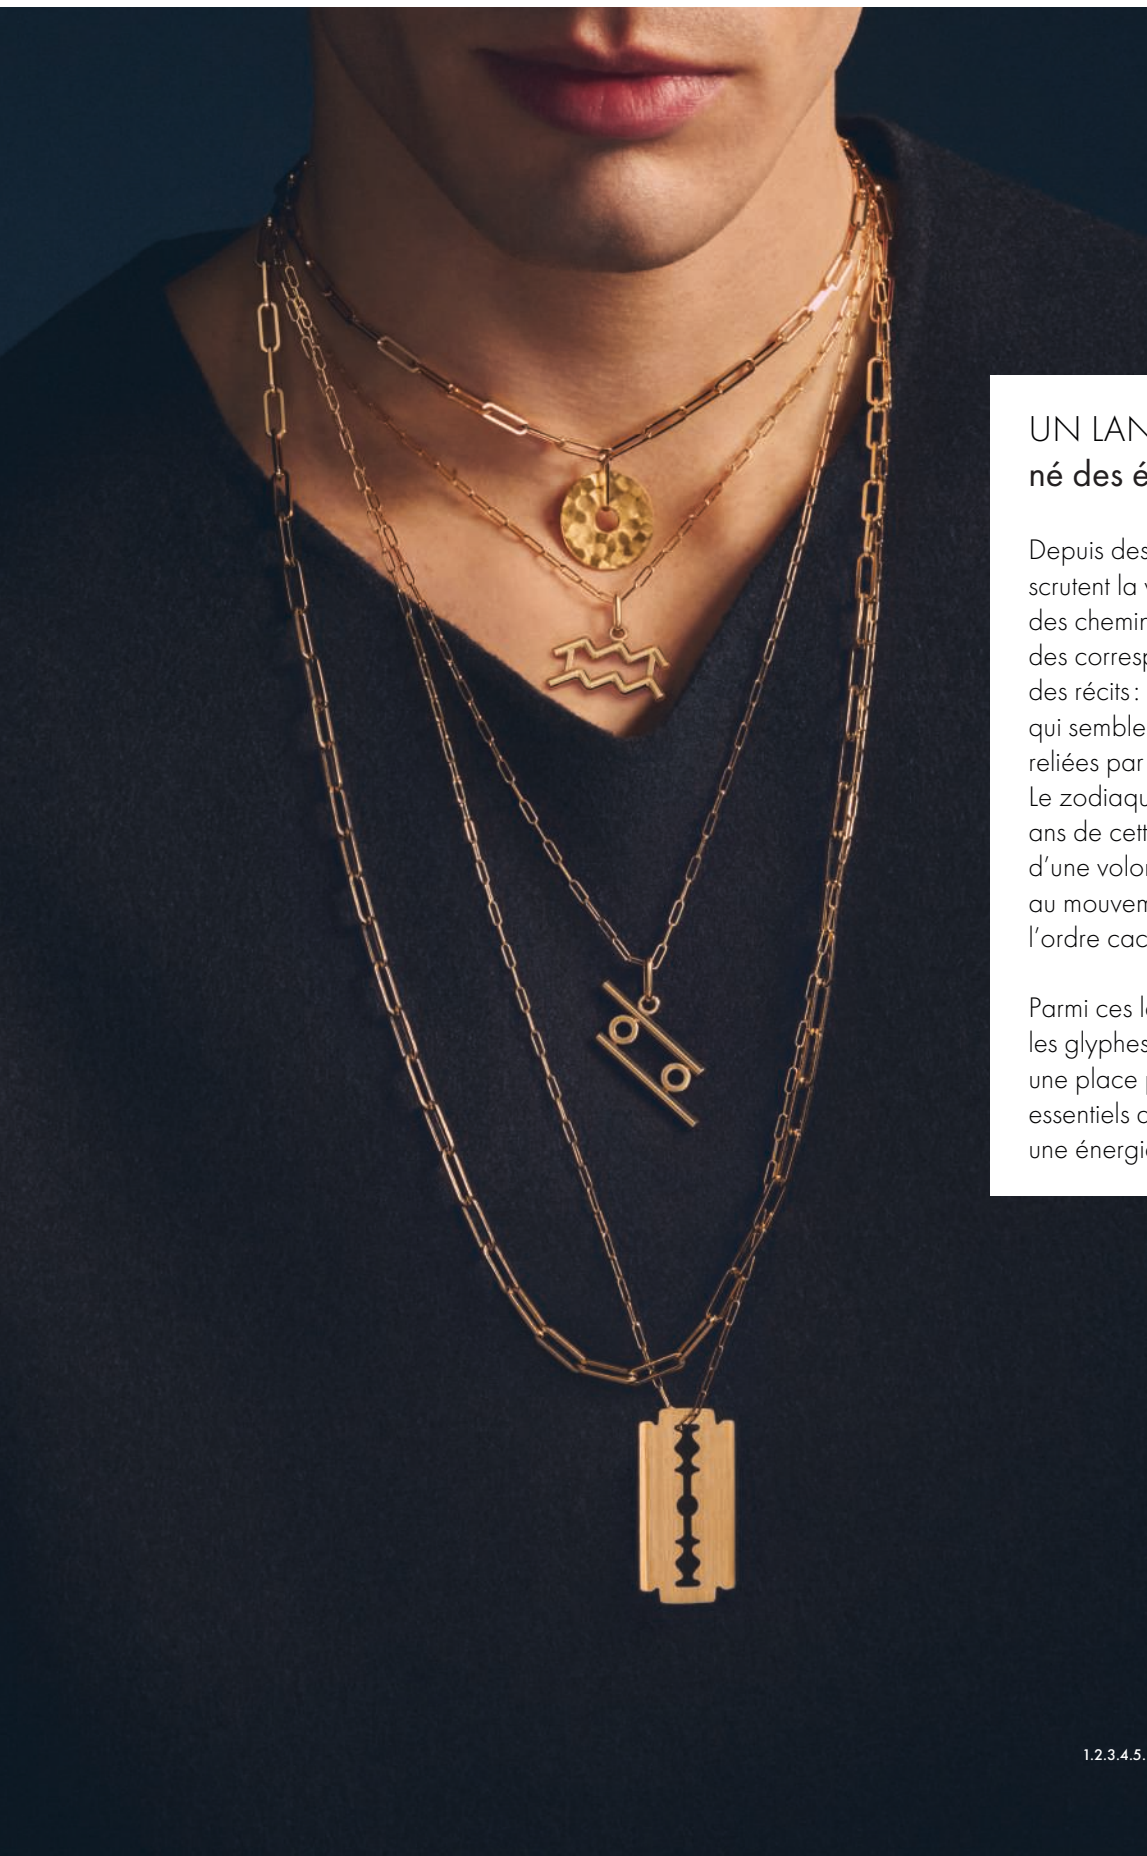 UN LAN
né des é
Depuis des
scrutent la
des chemin
des corresp
des récits :
qui semble
reliées par
Le zodiaqu
ans de cett
d'une volon
au mouvem
l'ordre cac
Parmi ces l
les glyphes
une place
essentiels
une énergi
1.2.3.4.5.